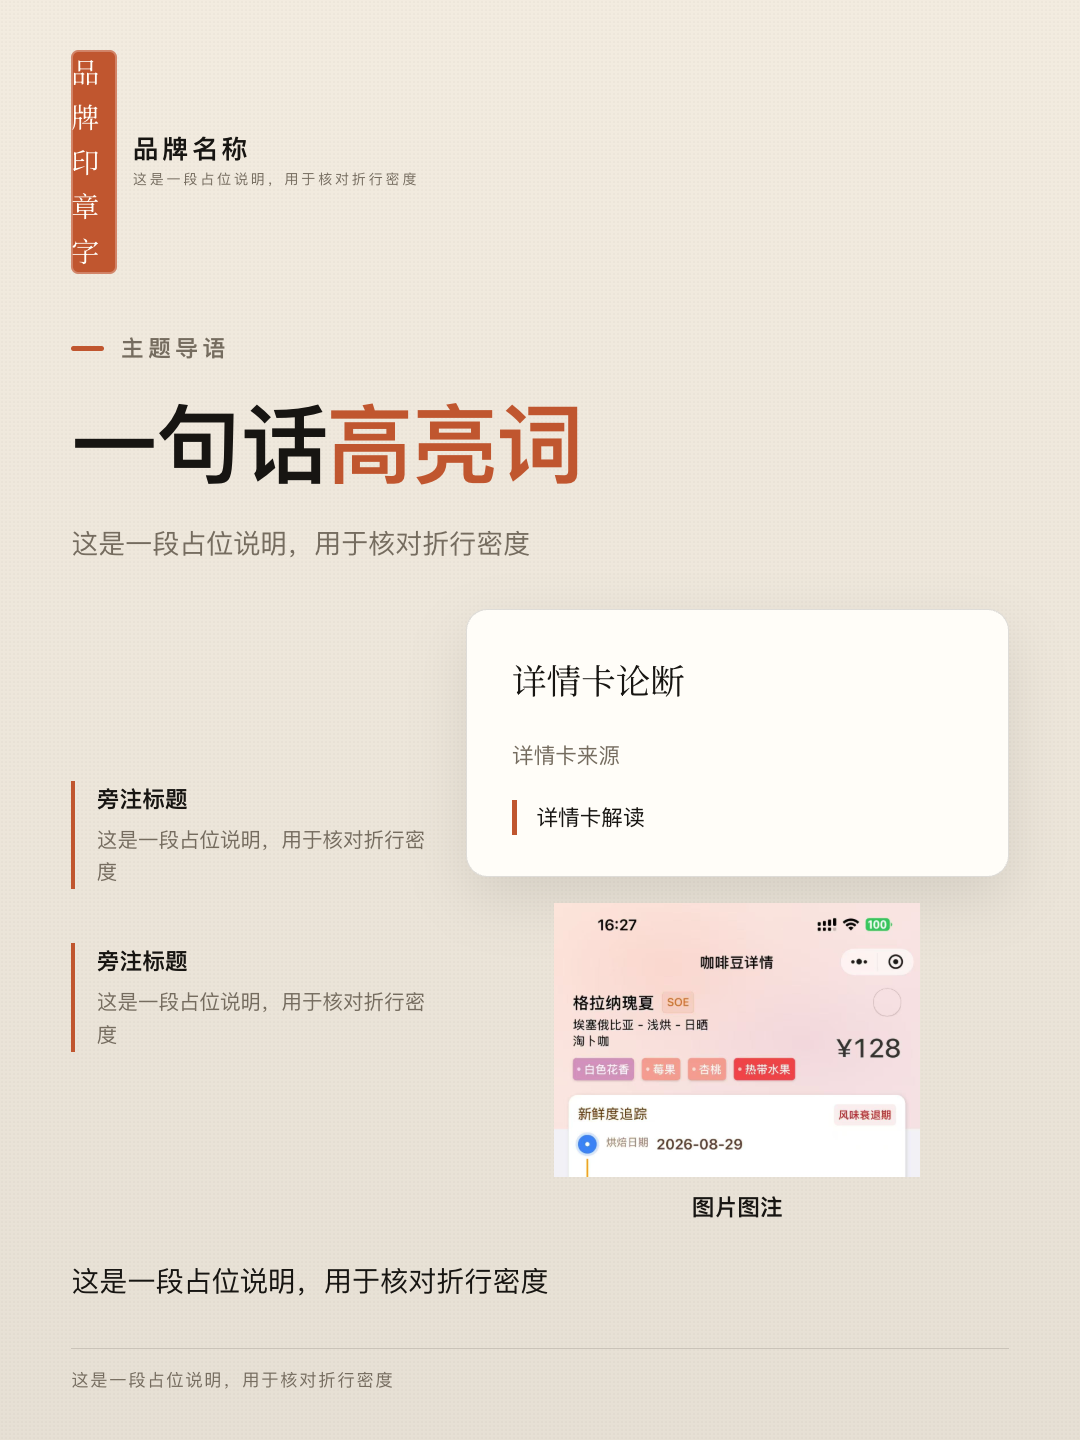 品牌印章字
品牌名称
这是一段占位说明，用于核对折行密度
主题导语
一句话高亮词
这是一段占位说明，用于核对折行密度
旁注标题
这是一段占位说明，用于核对折行密
度
旁注标题
这是一段占位说明，用于核对折行密
度
详情卡论断
详情卡来源
详情卡解读
16:27
100
咖啡豆详情
格拉纳瑰夏 SOE
埃塞俄比亚 - 浅烘 - 日晒
淘卜咖
¥128
白色花香 莓果 杏桃 热带水果
新鲜度追踪 风味衰退期
烘焙日期 2026-08-29
图片图注
这是一段占位说明，用于核对折行密度
这是一段占位说明，用于核对折行密度